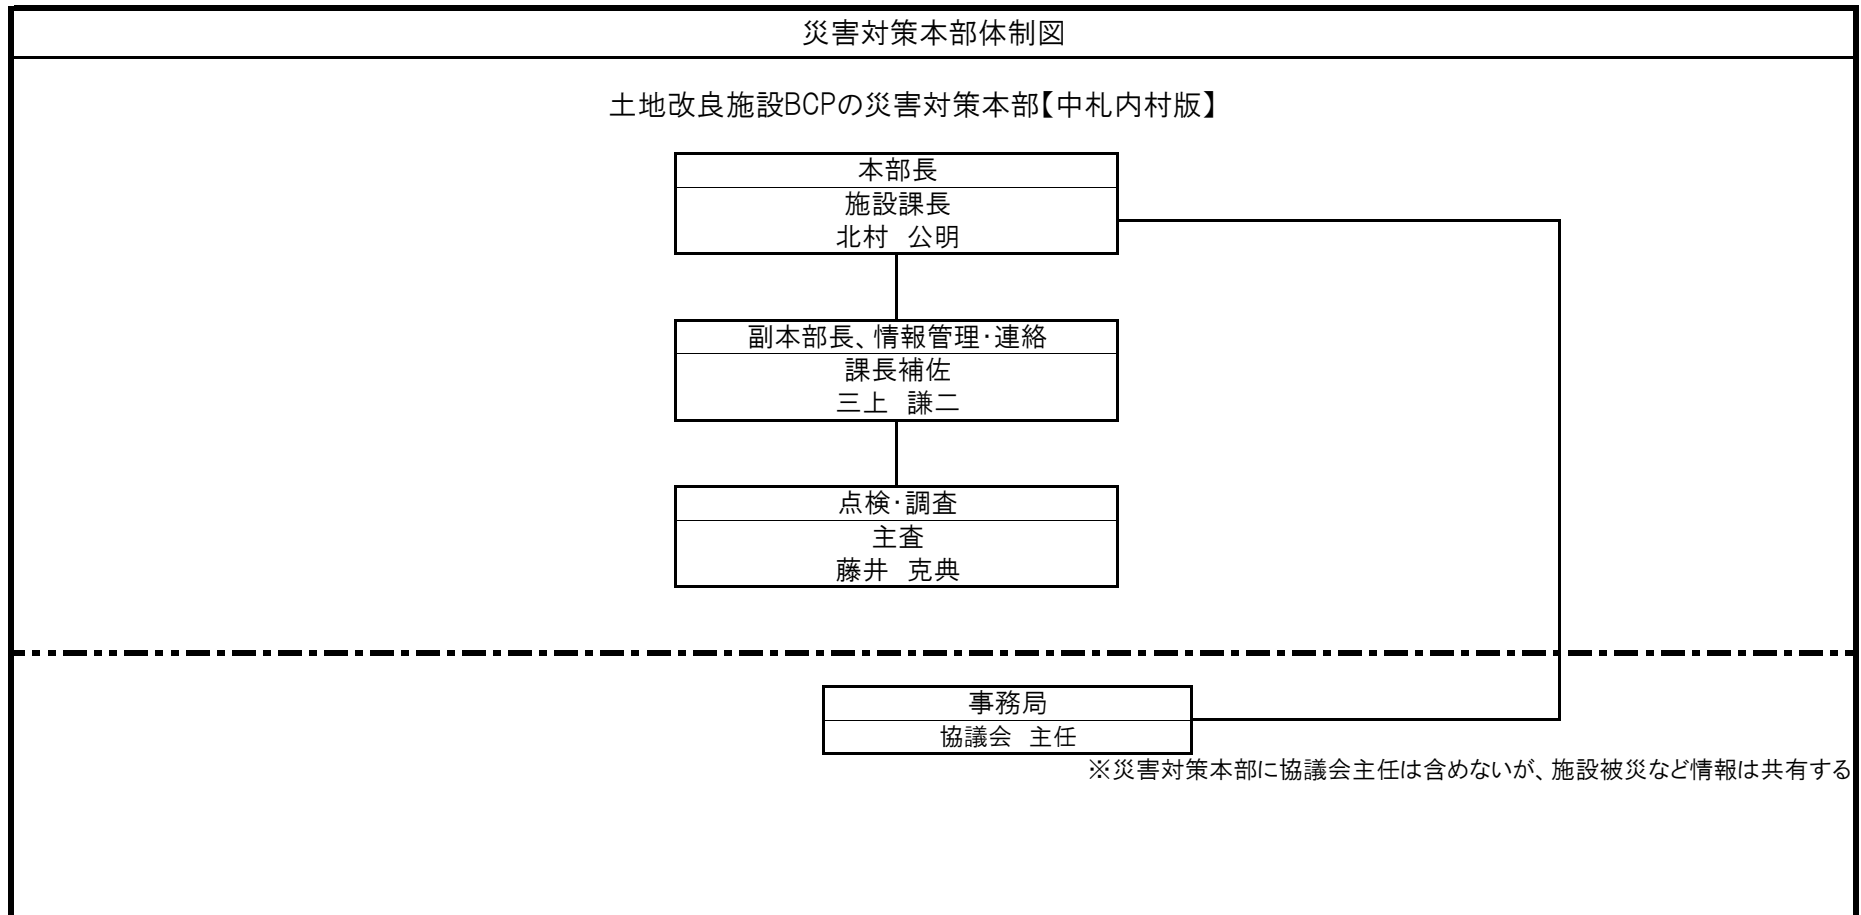 災害対策本部体制図
土地改良施設BCPの災害対策本部【中札内村版】
本部長
施設課長
北村　公明
副本部長、情報管理・連絡
課長補佐
三上　謙二
点検・調査
主査
藤井　克典
事務局
協議会　主任
※災害対策本部に協議会主任は含めないが、施設被災など情報は共有する